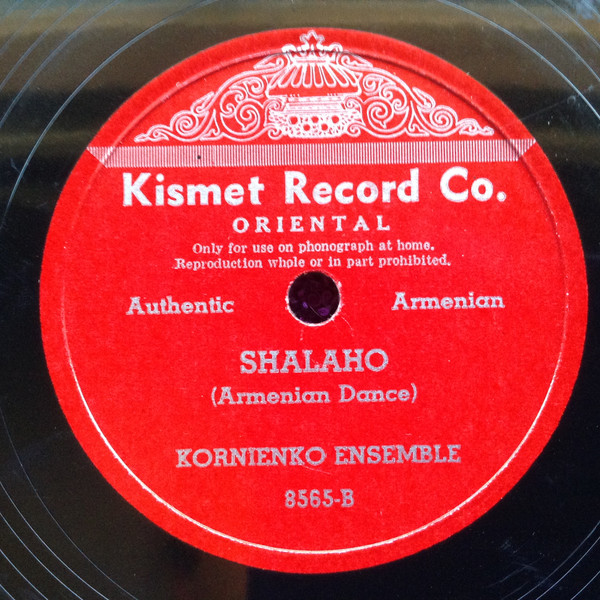 Kismet Record Co.
ORIENTAL
Only for use on phonograph at home.
Reproduction whole or in part prohibited.
Authentic Armenian
SHALAHO
(Armenian Dance)
KORNIENKO ENSEMBLE
8565-B